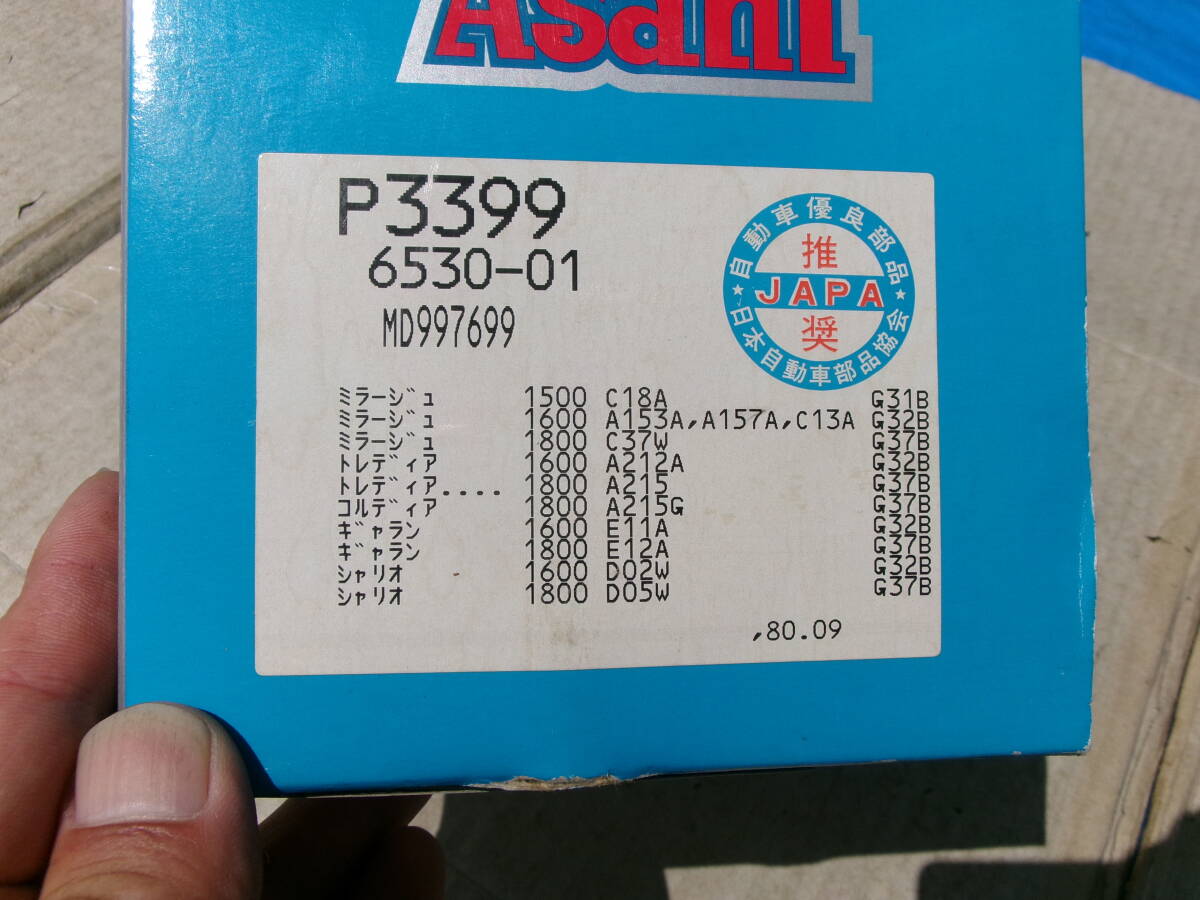 Asahi
P3399
6530-01
MD997699
自動車優良部品
推
JAPA
奨
★日本自動車部品協会★
ﾐﾗｰｼﾞｭ 1500 C18A G31B
ﾐﾗｰｼﾞｭ 1600 A153A,A157A,C13A G32B
ﾐﾗｰｼﾞｭ 1800 C37W G37B
ﾄﾚﾃﾞｨｱ 1600 A212A G32B
ﾄﾚﾃﾞｨｱ.... 1800 A215 G37B
ｺﾙﾃﾞｨｱ 1800 A215G G37B
ｷﾞｬﾗﾝ 1600 E11A G32B
ｷﾞｬﾗﾝ 1800 E12A G37B
ｼｬﾘｵ 1600 D02W G32B
ｼｬﾘｵ 1800 D05W G37B
,80.09